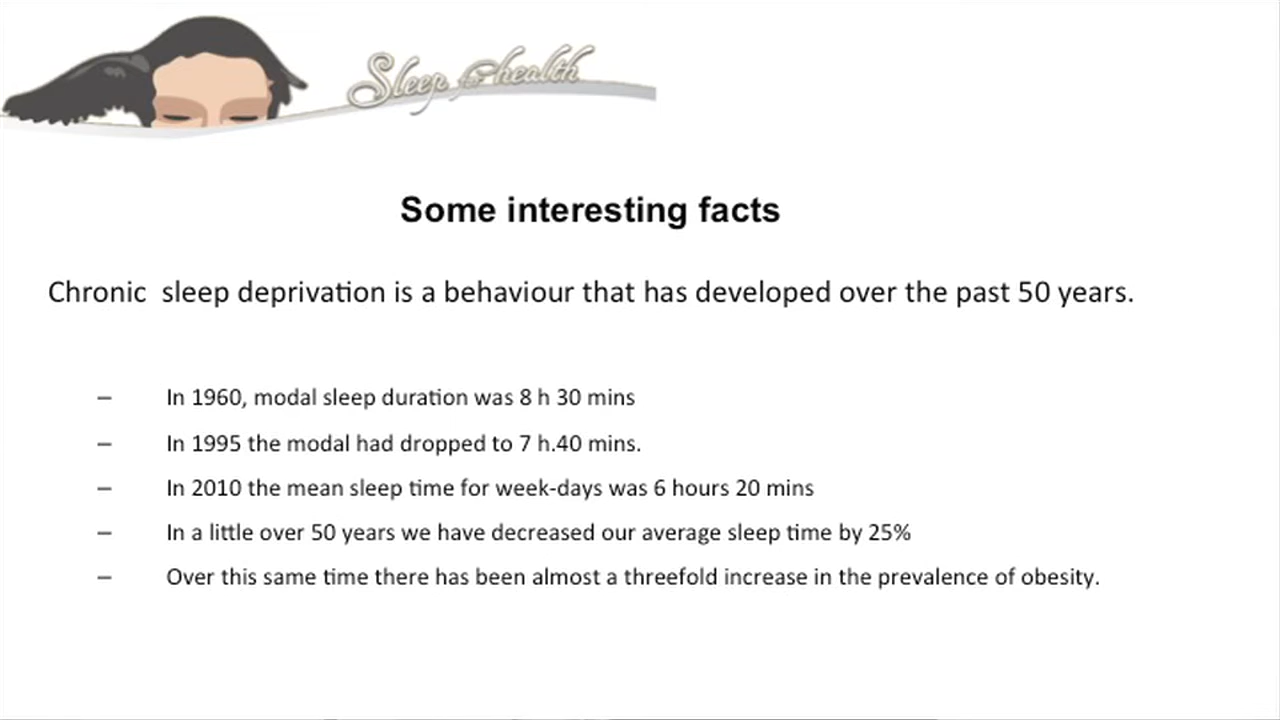 Sleep for health
Some interesting facts
Chronic sleep deprivation is a behaviour that has developed over the past 50 years.
– In 1960, modal sleep duration was 8 h 30 mins
– In 1995 the modal had dropped to 7 h.40 mins.
– In 2010 the mean sleep time for week-days was 6 hours 20 mins
– In a little over 50 years we have decreased our average sleep time by 25%
– Over this same time there has been almost a threefold increase in the prevalence of obesity.